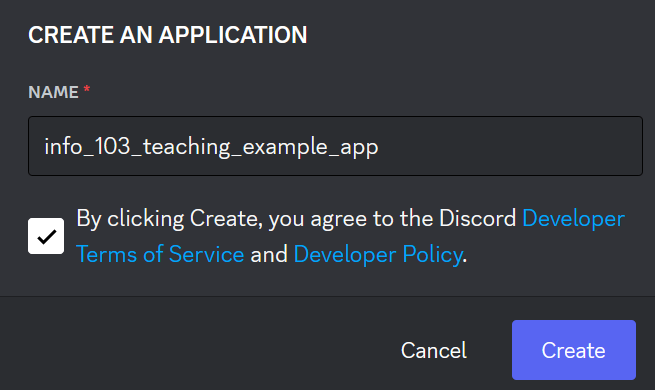 CREATE AN APPLICATION
NAME *
info_103_teaching_example_app
By clicking Create, you agree to the Discord Developer
Terms of Service and Developer Policy.
Cancel
Create